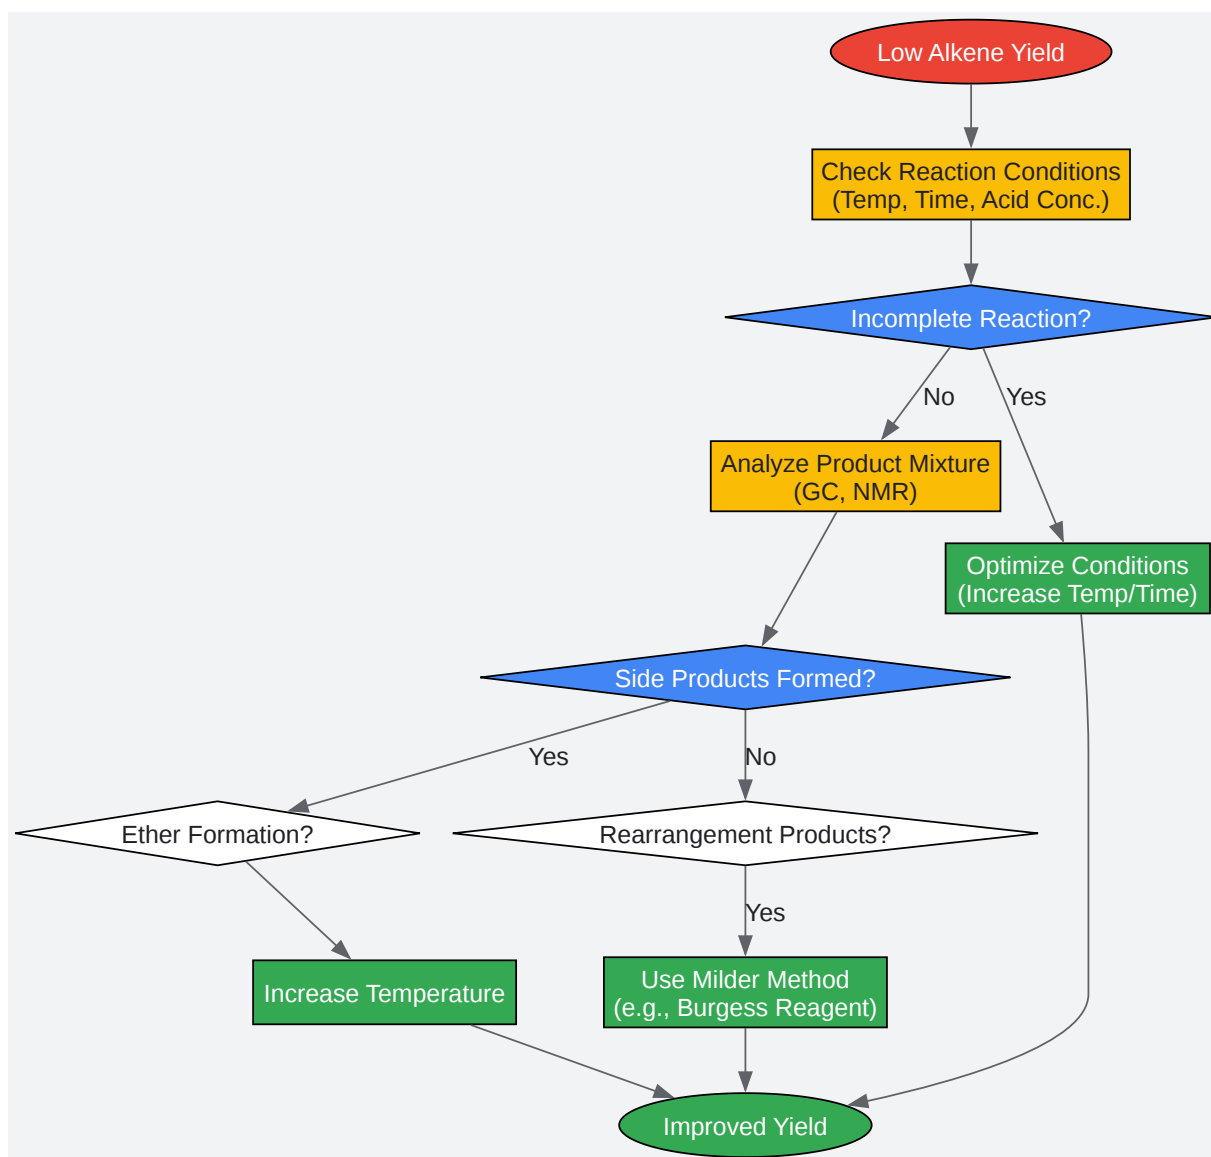 Low Alkene Yield
Check Reaction Conditions
(Temp, Time, Acid Conc.)
Incomplete Reaction?
No
Yes
Analyze Product Mixture
(GC, NMR)
Optimize Conditions
(Increase Temp/Time)
Side Products Formed?
Yes
No
Ether Formation?
Rearrangement Products?
Yes
Increase Temperature
Use Milder Method
(e.g., Burgess Reagent)
Improved Yield